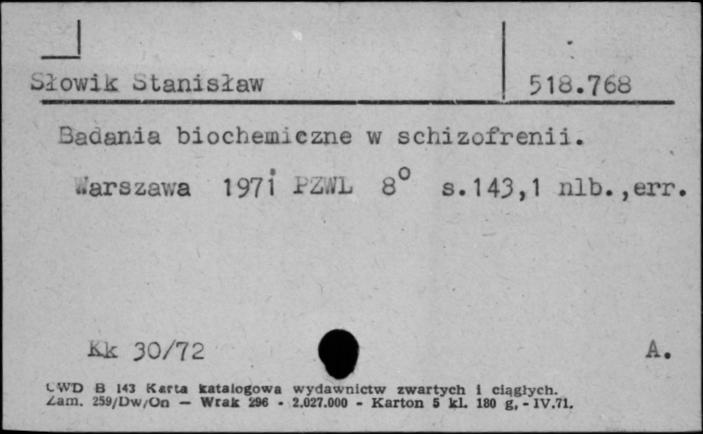 Słowik Stanisław 518.768
Badania biochemiczne w schizofrenii.
Warszawa 1971 PZWL 8° s.143,1 nlb.,err.
Kk 30/72 A.
CWD B 143 Karta katalogowa wydawnictw zwartych i ciągłych.
Zam. 259/Dw/On — Wrak 296 - 2.027.000 - Karton 5 kl. 180 g, - IV.71.